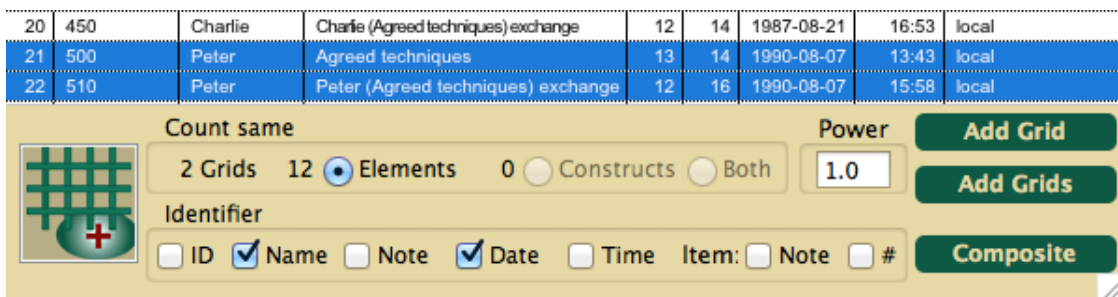 20 450 Charlie Charlie (Agreed techniques) exchange 12 14 1987-08-21 16:53 local
21 500 Peter Agreed techniques 13 14 1990-08-07 13:43 local
22 510 Peter Peter (Agreed techniques) exchange 12 16 1990-08-07 15:58 local
Count same Power Add Grid
2 Grids 12 Elements 0 Constructs Both 1.0
Add Grids
Identifier
ID Name Note Date Time Item: Note # Composite